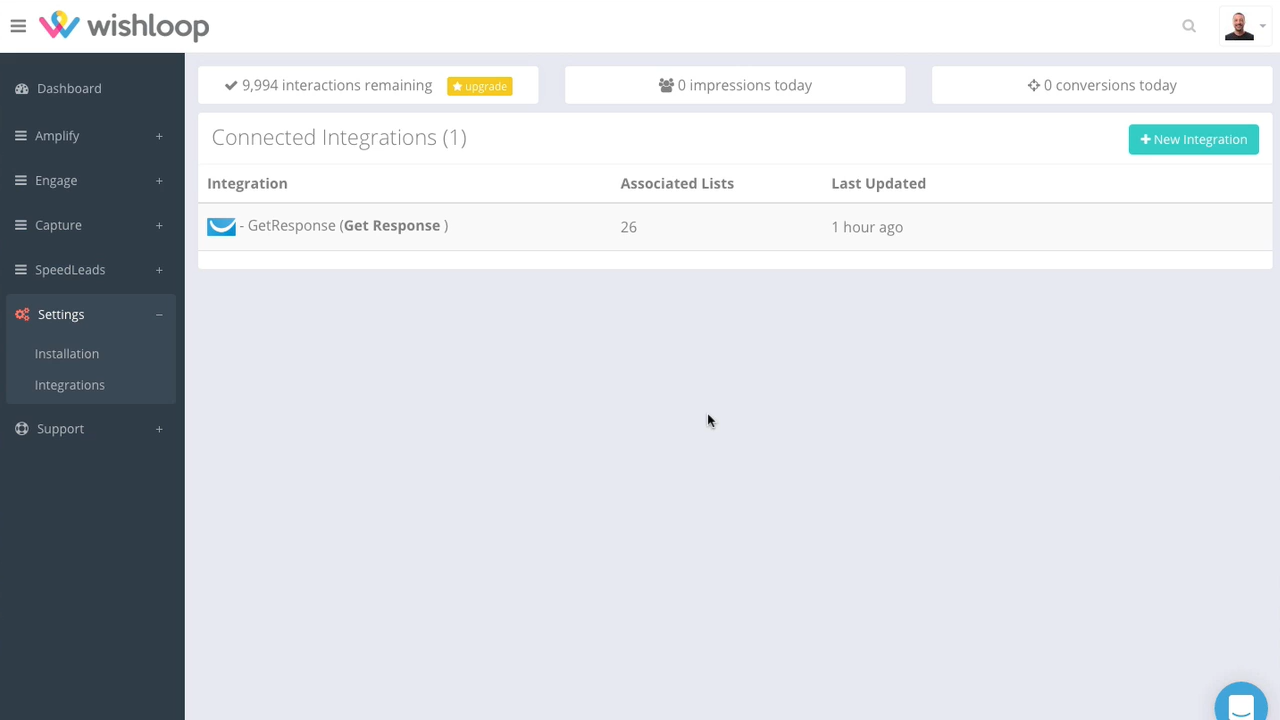 wishloop
Dashboard
Amplify +
Engage +
Capture +
SpeedLeads +
Settings –
Installation
Integrations
Support +
9,994 interactions remaining upgrade
0 impressions today
0 conversions today
Connected Integrations (1)
+ New Integration
Integration Associated Lists Last Updated
- GetResponse (Get Response ) 26 1 hour ago